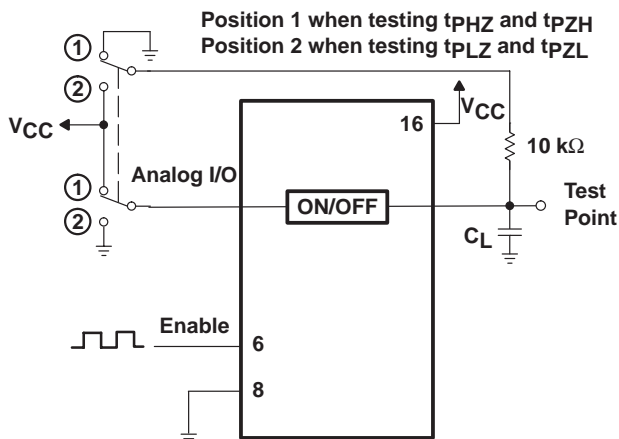 Position 1 when testing tPHZ and tPZH
Position 2 when testing tPLZ and tPZL
1
2
VCC
VCC
16
10 kΩ
1
Analog I/O
ON/OFF
Test
Point
2
CL
Enable
6
8